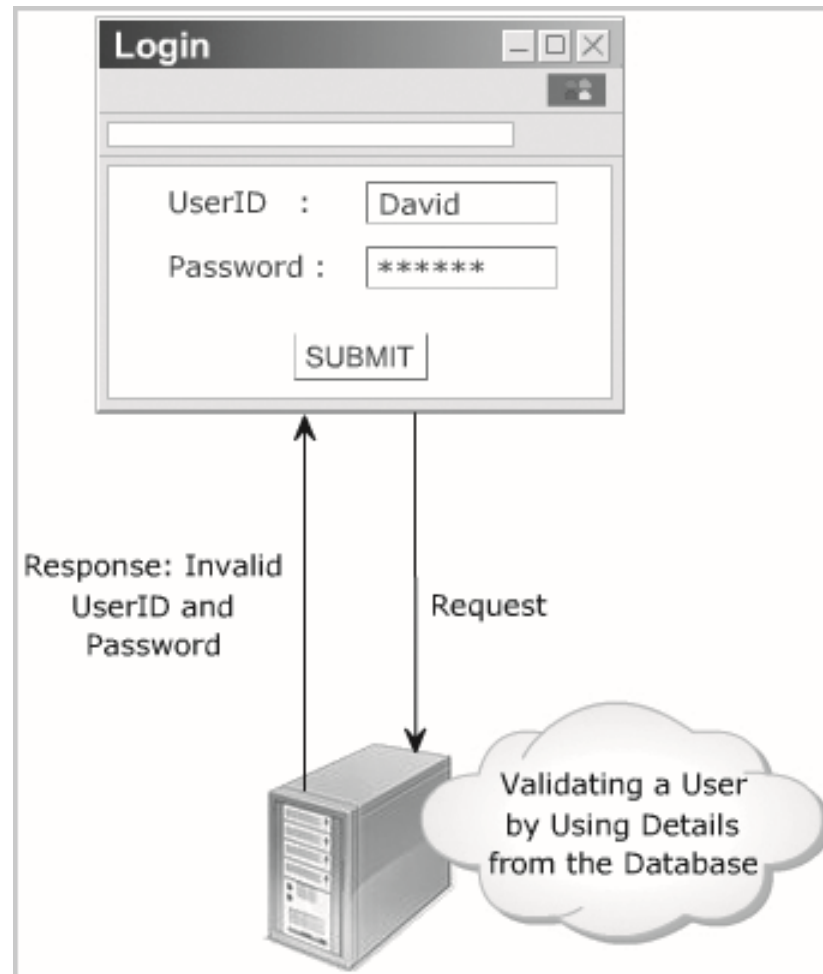 Login
UserID :
David
Password :
******
SUBMIT
Response: Invalid
UserID and
Password
Request
Validating a User
by Using Details
from the Database